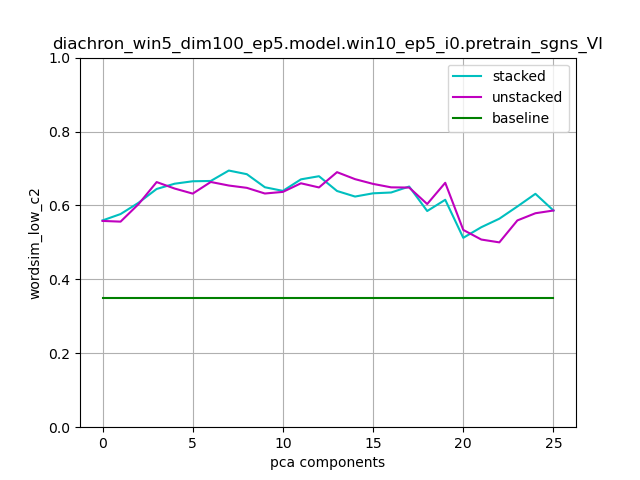 diachron_win5_dim100_ep5.model.win10_ep5_i0.pretrain_sgns_VI
1.0
0.8
0.6
0.4
0.2
0.0
wordsim_low_c2
stacked
unstacked
baseline
0 5 10 15 20 25
pca components